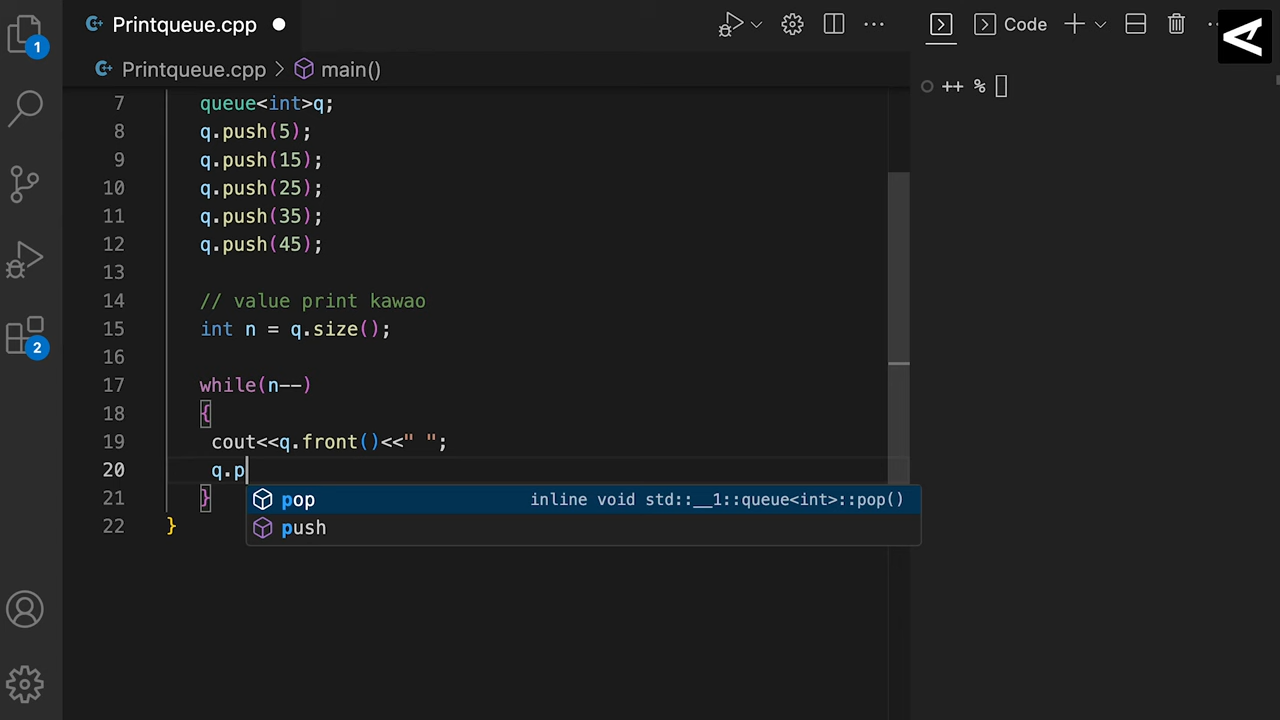 Printqueue.cpp
Code
Printqueue.cpp > main()
++ %
7 queue<int>q;
8 q.push(5);
9 q.push(15);
10 q.push(25);
11 q.push(35);
12 q.push(45);
13
14 // value print kawao
15 int n = q.size();
16
17 while(n--)
18 {
19 cout<<q.front()<<" ";
20 q.p
21 }
pop inline void std::__1::queue<int>::pop()
push
22 }
1
2